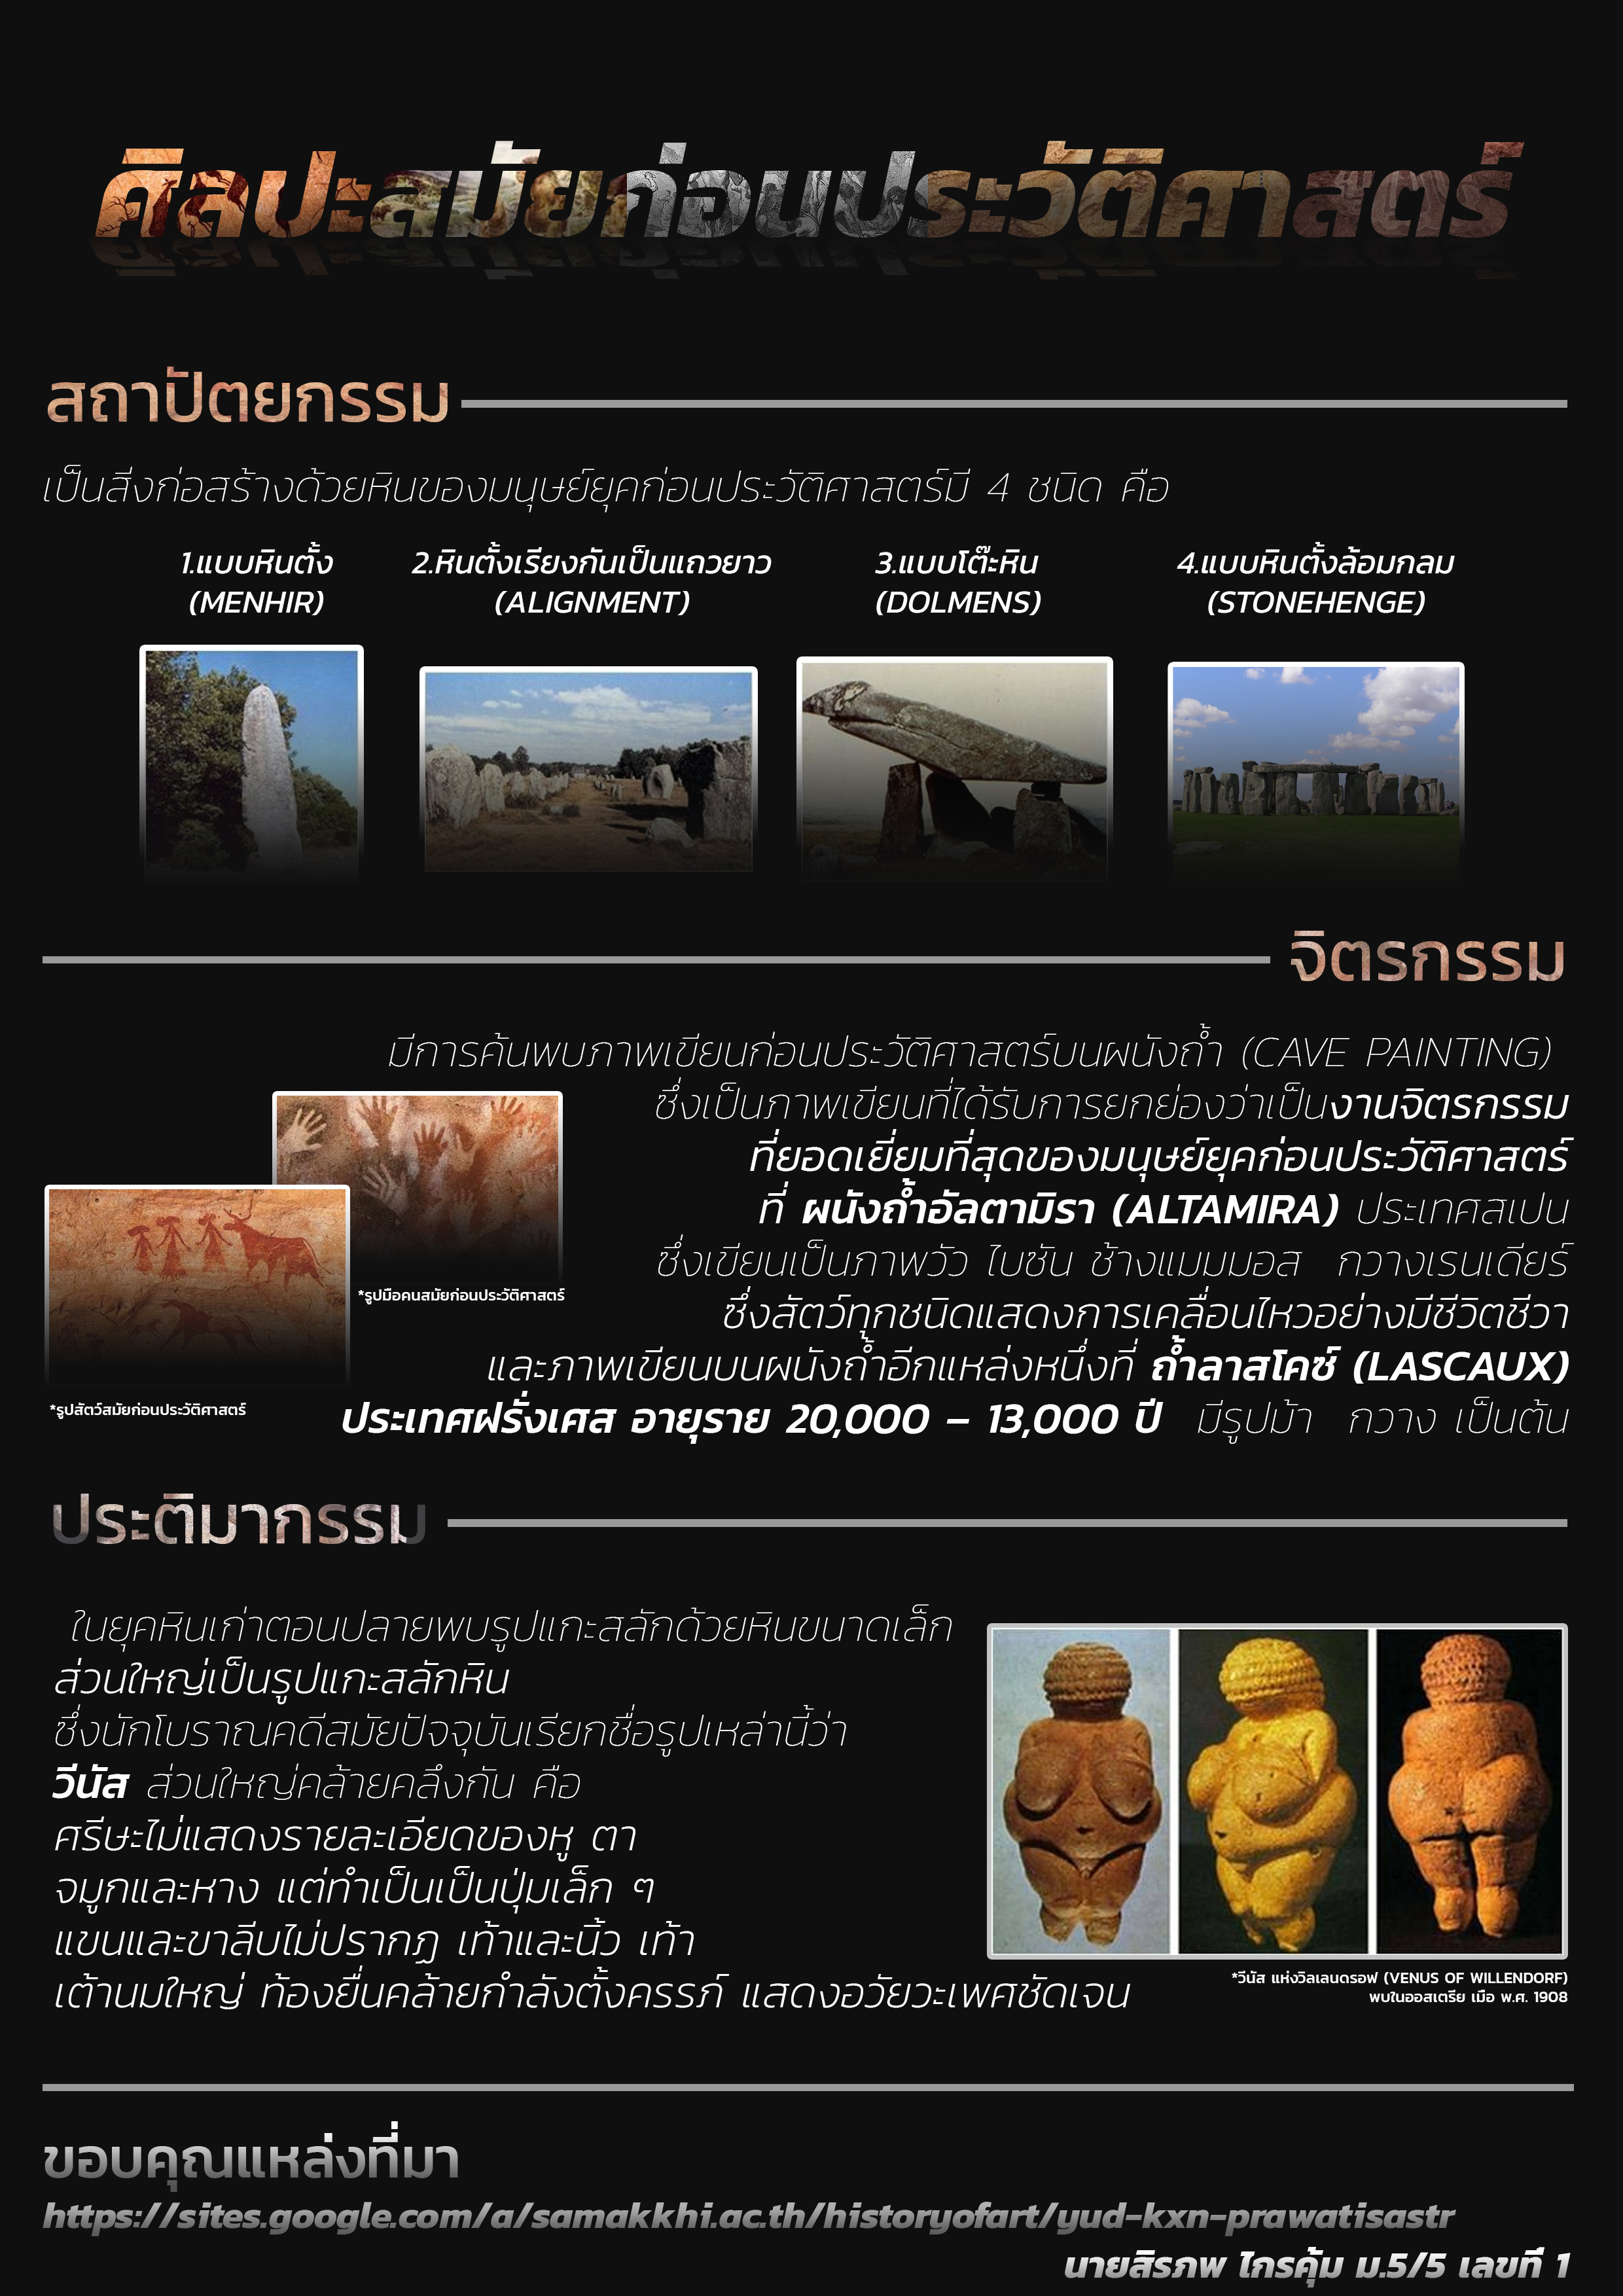 ศิลปะสมัยก่อนประวัติศาสตร์
สถาปัตยกรรม
เป็นสิ่งก่อสร้างด้วยหินของมนุษย์ยุคก่อนประวัติศาสตร์มี 4 ชนิด คือ
1.แบบหินตั้ง
(MENHIR)
2.หินตั้งเรียงกันเป็นแถวยาว
(ALIGNMENT)
3.แบบโต๊ะหิน
(DOLMENS)
4.แบบหินตั้งล้อมกลม
(STONEHENGE)
จิตรกรรม
มีการค้นพบภาพเขียนก่อนประวัติศาสตร์บนผนังถ้ำ (CAVE PAINTING)
ซึ่งเป็นภาพเขียนที่ได้รับการยกย่องว่าเป็นงานจิตรกรรม
ที่ยอดเยี่ยมที่สุดของมนุษย์ยุคก่อนประวัติศาสตร์
ที่ ผนังถ้ำอัลตามิรา (ALTAMIRA) ประเทศสเปน
ซึ่งเขียนเป็นภาพวัว ไบซัน ช้างแมมมอส กวางเรนเดียร์
ซึ่งสัตว์ทุกชนิดแสดงการเคลื่อนไหวอย่างมีชีวิตชีวา
และภาพเขียนบนผนังถ้ำอีกแหล่งหนึ่งที่ ถ้ำลาสโคซ์ (LASCAUX)
ประเทศฝรั่งเศส อายุราย 20,000 – 13,000 ปี มีรูปม้า กวาง เป็นต้น
*รูปมือคนสมัยก่อนประวัติศาสตร์
*รูปสัตว์สมัยก่อนประวัติศาสตร์
ประติมากรรม
ในยุคหินเก่าตอนปลายพบรูปแกะสลักด้วยหินขนาดเล็ก
ส่วนใหญ่เป็นรูปแกะสลักหิน
ซึ่งนักโบราณคดีสมัยปัจจุบันเรียกชื่อรูปเหล่านี้ว่า
วีนัส ส่วนใหญ่คล้ายคลึงกัน คือ
ศรีษะไม่แสดงรายละเอียดของหู ตา
จมูกและหาง แต่ทำเป็นเป็นปุ่มเล็ก ๆ
แขนและขาลีบไม่ปรากฏ เท้าและนิ้ว เท้า
เต้านมใหญ่ ท้องยื่นคล้ายกำลังตั้งครรภ์ แสดงอวัยวะเพศชัดเจน
*วีนัส แห่งวิลเลนดรอฟ (VENUS OF WILLENDORF)
พบในออสเตรีย เมื่อ พ.ศ. 1908
ขอบคุณแหล่งที่มา
https://sites.google.com/a/samakkhi.ac.th/historyofart/yud-kxn-prawatisastr
นายสิรภพ ไกรคุ้ม ม.5/5 เลขที่ 1